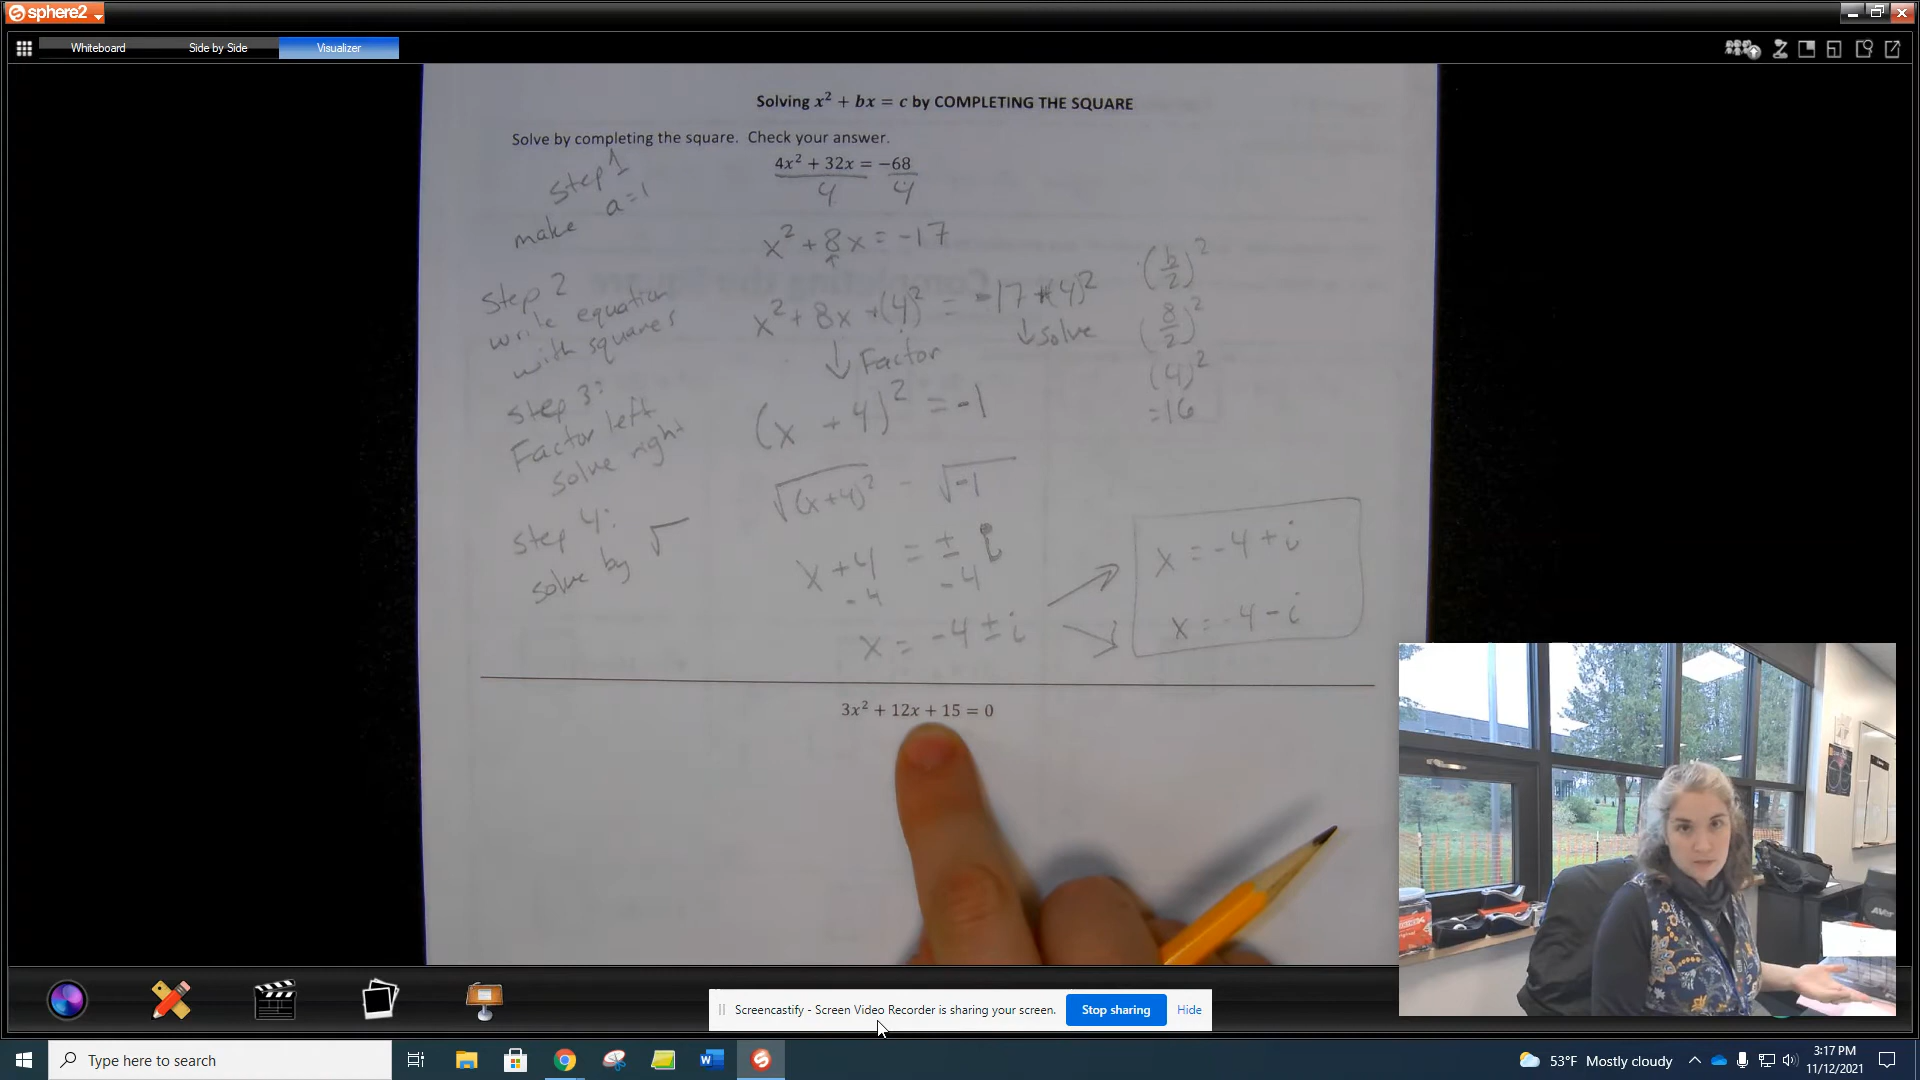 sphere2
Whiteboard
Side by Side
Visualizer
Solving x² + bx = c by COMPLETING THE SQUARE
Solve by completing the square. Check your answer.
4x² + 32x = −68
4 4
Step 1
make a=1
x² + 8x = -17
Step 2
write equation
with squares
x² + 8x + (4)² = -17 + (4)²
↓ Factor
↓ solve
(b/2)²
(8/2)²
(4)²
=16
Step 3:
Factor left
solve right
(x + 4)² = -1
√(x+4)² = √-1
Step 4:
solve by √
x + 4 = ± i
-4 -4
x = -4 ± i
x = -4 + i
x = -4 - i
3x² + 12x + 15 = 0
AVer
Screencastify - Screen Video Recorder is sharing your screen.
Stop sharing
Hide
Type here to search
53°F Mostly cloudy
3:17 PM
11/12/2021